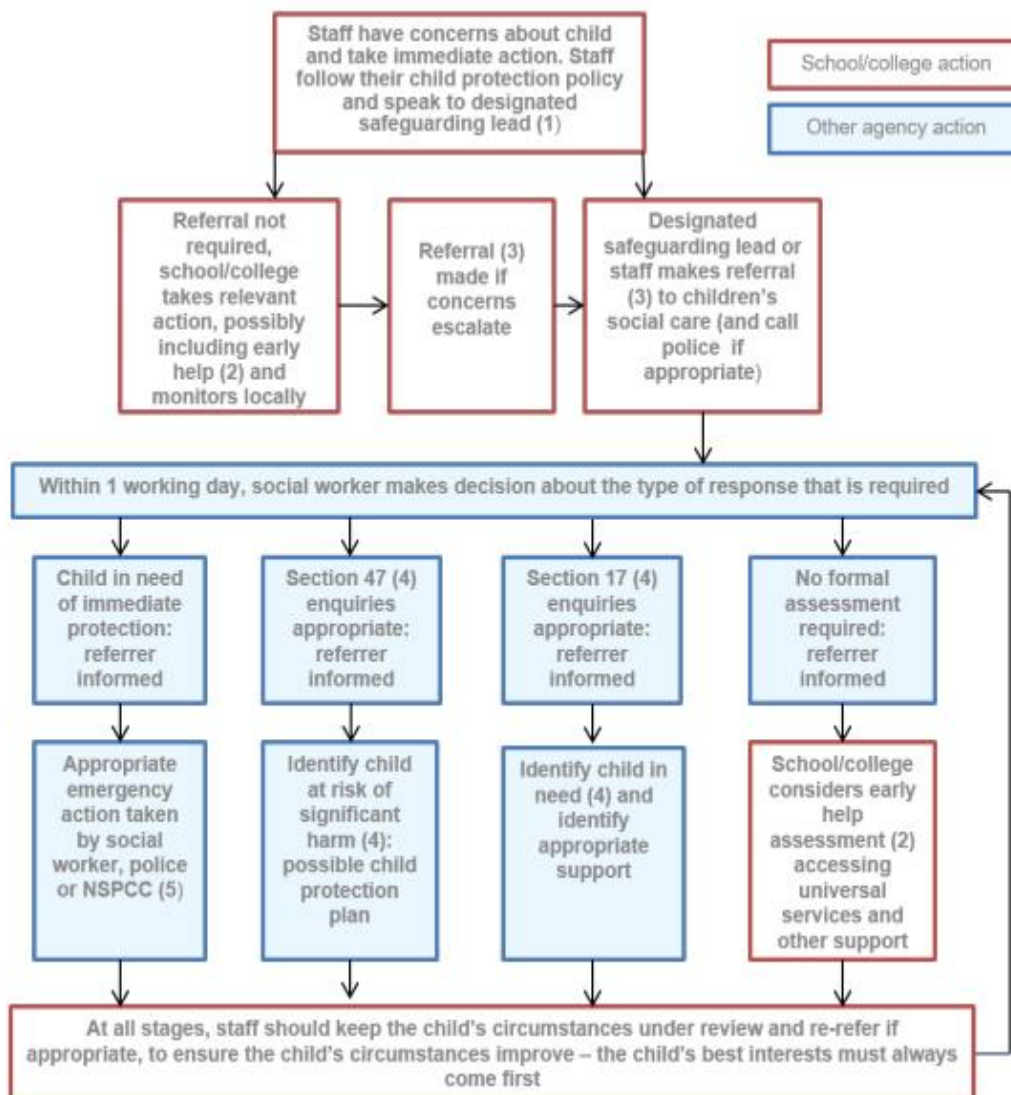 Staff have concerns about child
and take immediate action. Staff
follow their child protection policy
and speak to designated
safeguarding lead (1)
School/college action
Other agency action
Referral not
required,
school/college
takes relevant
action, possibly
including early
help (2) and
monitors locally
Referral (3)
made if
concerns
escalate
Designated
safeguarding lead or
staff makes referral
(3) to children's
social care (and call
police if
appropriate)
Within 1 working day, social worker makes decision about the type of response that is required
Child in need
of immediate
protection:
referrer
informed
Section 47 (4)
enquiries
appropriate:
referrer
informed
Section 17 (4)
enquiries
appropriate:
referrer
informed
No formal
assessment
required:
referrer
informed
Appropriate
emergency
action taken
by social
worker, police
or NSPCC (5)
Identify child
at risk of
significant
harm (4):
possible child
protection
plan
Identify child in
need (4) and
identify
appropriate
support
School/college
considers early
help
assessment (2)
accessing
universal
services and
other support
At all stages, staff should keep the child's circumstances under review and re-refer if
appropriate, to ensure the child's circumstances improve – the child's best interests must always
come first